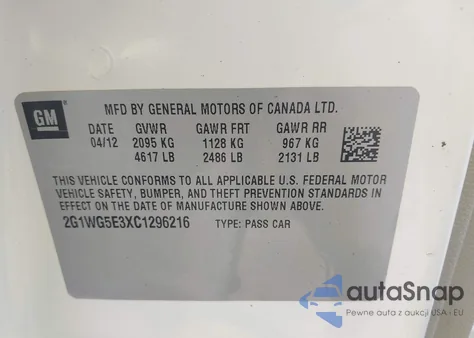 GM
MFD BY GENERAL MOTORS OF CANADA LTD.
DATE GVWR GAWR FRT GAWR RR
04/12 2095 KG 1128 KG 967 KG
4617 LB 2486 LB 2131 LB
THIS VEHICLE CONFORMS TO ALL APPLICABLE U.S. FEDERAL MOTOR
VEHICLE SAFETY, BUMPER, AND THEFT PREVENTION STANDARDS IN
EFFECT ON THE DATE OF MANUFACTURE SHOWN ABOVE.
2G1WG5E3XC1296216 TYPE: PASS CAR
autoSnap
Pewne auta z aukcji USA - EU